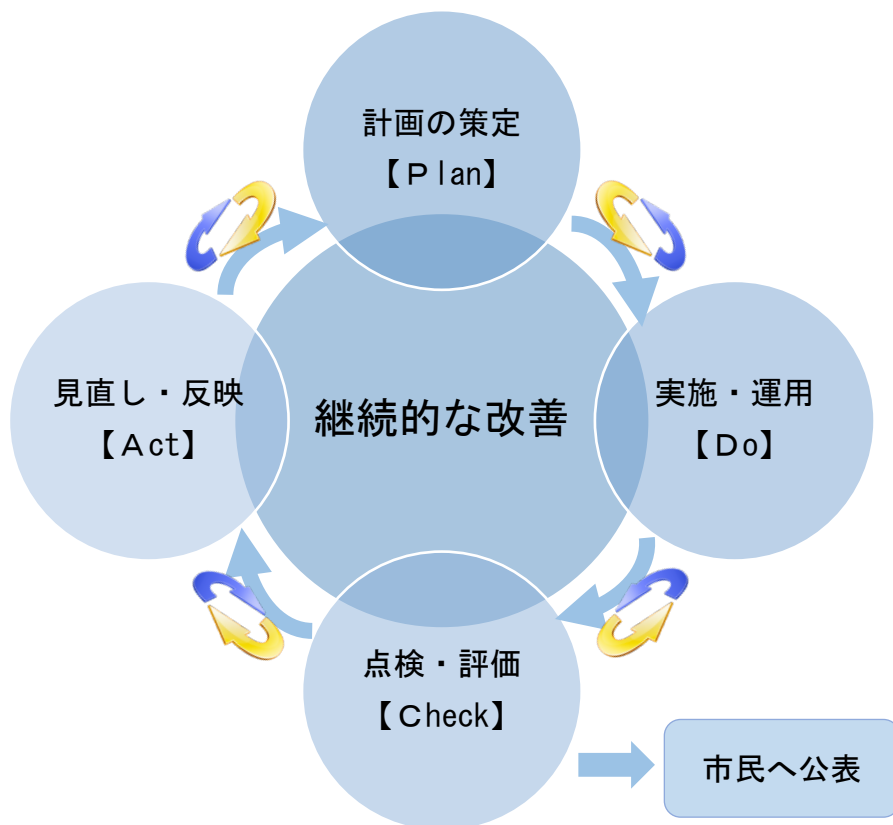 計画の策定
【Ｐlan】
見直し・反映
【Ａct】
継続的な改善
実施・運用
【Ｄo】
点検・評価
【Ｃheck】
市民へ公表